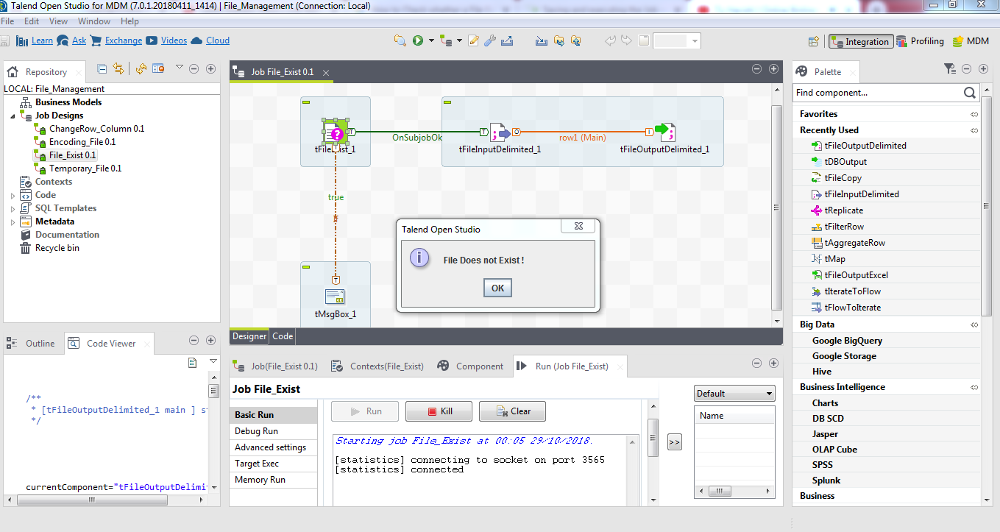 Talend Open Studio for MDM (7.0.1.20180411_1414) | File_Management (Connection: Local)
File Edit View Window Help
Learn Ask Exchange Videos Cloud
Integration Profiling MDM
Repository
LOCAL: File_Management
Business Models
Job Designs
ChangeRow_Column 0.1
Encoding_File 0.1
File_Exist 0.1
Temporary_File 0.1
Contexts
Code
SQL Templates
Metadata
Documentation
Recycle bin
Outline Code Viewer
/**
* [tFileOutputDelimited_1 main ] st
*/
currentComponent="tFileOutputDelimi
Job File_Exist 0.1
T OnSubjobOk T O row1 (Main) I
tFileExist_1 tFileInputDelimited_1 tFileOutputDelimited_1
true
T
tMsgBox_1
Talend Open Studio
File Does not Exist !
OK
Designer Code
Job(File_Exist 0.1) Contexts(File_Exist) Component Run (Job File_Exist)
Job File_Exist
Basic Run
Debug Run
Advanced settings
Target Exec
Memory Run
Run Kill Clear
Starting job File_Exist at 00:05 29/10/2018.
[statistics] connecting to socket on port 3565
[statistics] connected
>>
Default
Name
Palette
Find component...
Favorites
Recently Used
tFileOutputDelimited
tDBOutput
tFileCopy
tFileInputDelimited
tReplicate
tFilterRow
tAggregateRow
tMap
tFileOutputExcel
tIterateToFlow
tFlowToIterate
Big Data
Google BigQuery
Google Storage
Hive
Business Intelligence
Charts
DB SCD
Jasper
OLAP Cube
SPSS
Splunk
Business